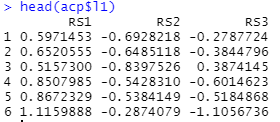 > head(acp$l1)
RS1 RS2 RS3
1 0.5971453 -0.6928218 -0.2788724
2 0.6520555 -0.6485118 -0.3844796
3 0.5157300 -0.8397526 0.3874145
4 0.8507985 -0.5428310 -0.6014623
5 0.8672329 -0.5384149 -0.5184868
6 1.1159888 -0.2874079 -1.1056736